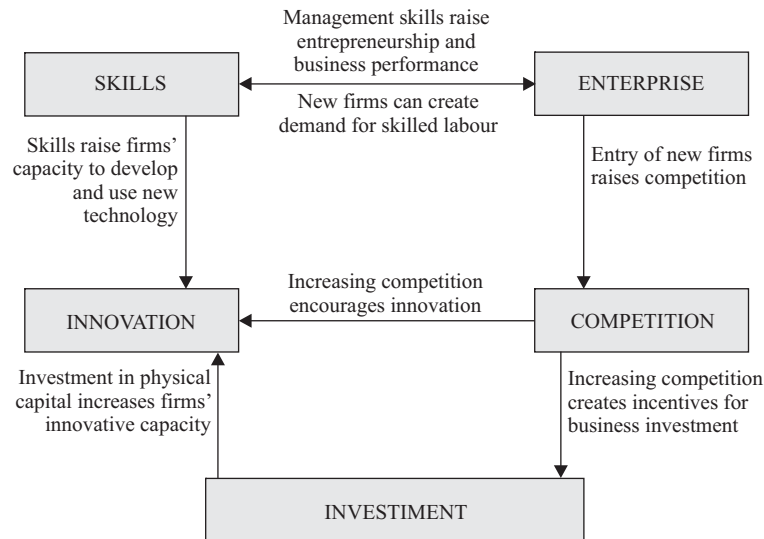 Management skills raise
entrepreneurship and
business performance
SKILLS
ENTERPRISE
New firms can create
demand for skilled labour
Skills raise firms'
capacity to develop
and use new
technology
Entry of new firms
raises competition
Increasing competition
encourages innovation
INNOVATION
COMPETITION
Investment in physical
capital increases firms'
innovative capacity
Increasing competition
creates incentives for
business investment
INVESTIMENT